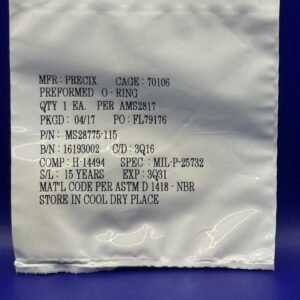 MFR: PRECIX CAGE: 70106
PREFORMED O-RING
QTY 1 EA. PER AMS2817
PKGD: 04/17 PO: FL79176
P/N: MS28775-115
B/N: 16193002 C/D: 3Q16
COMP: H-14494 SPEC: MIL-P-25732
S/L: 15 YEARS EXP: 3Q31
MAT'L CODE PER ASTM D 1418 - NBR
STORE IN COOL DRY PLACE